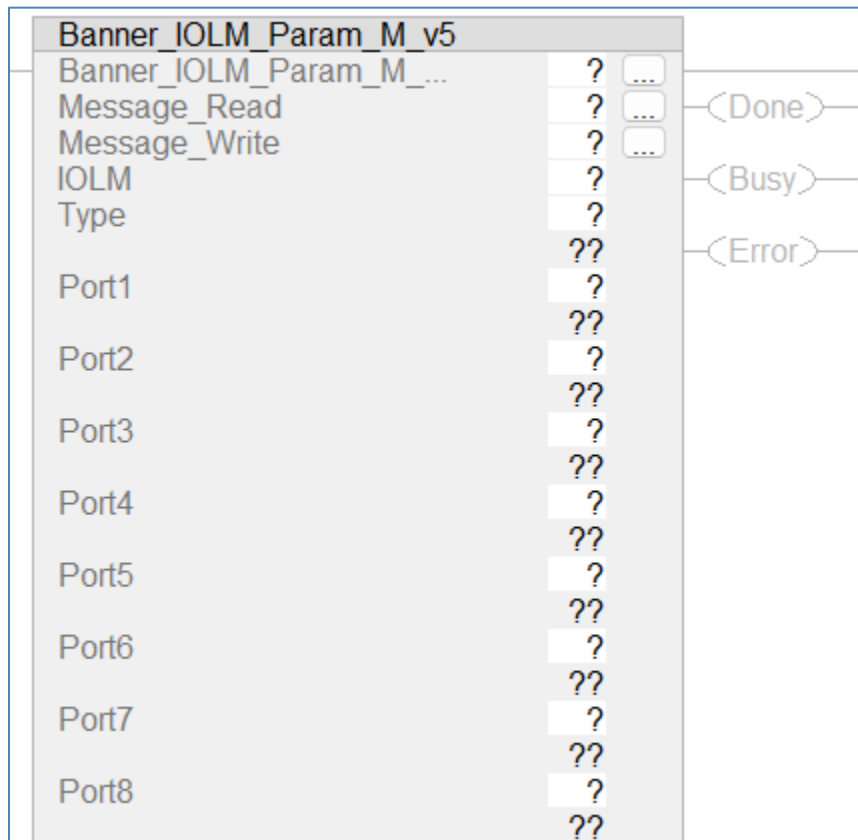 Banner_IOLM_Param_M_v5
Banner_IOLM_Param_M_... ? ...
Message_Read ? ... (Done)
Message_Write ? ...
IOLM ? (Busy)
Type ?
?? (Error)
Port1 ?
??
Port2 ?
??
Port3 ?
??
Port4 ?
??
Port5 ?
??
Port6 ?
??
Port7 ?
??
Port8 ?
??